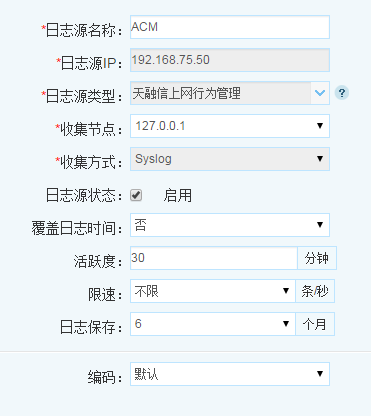 *日志源名称： ACM
*日志源IP： 192.168.75.50
*日志源类型： 天融信上网行为管理 ?
*收集节点： 127.0.0.1
*收集方式： Syslog
日志源状态： 启用
覆盖日志时间： 否
活跃度： 30 分钟
限速： 不限 条/秒
日志保存： 6 个月
编码： 默认